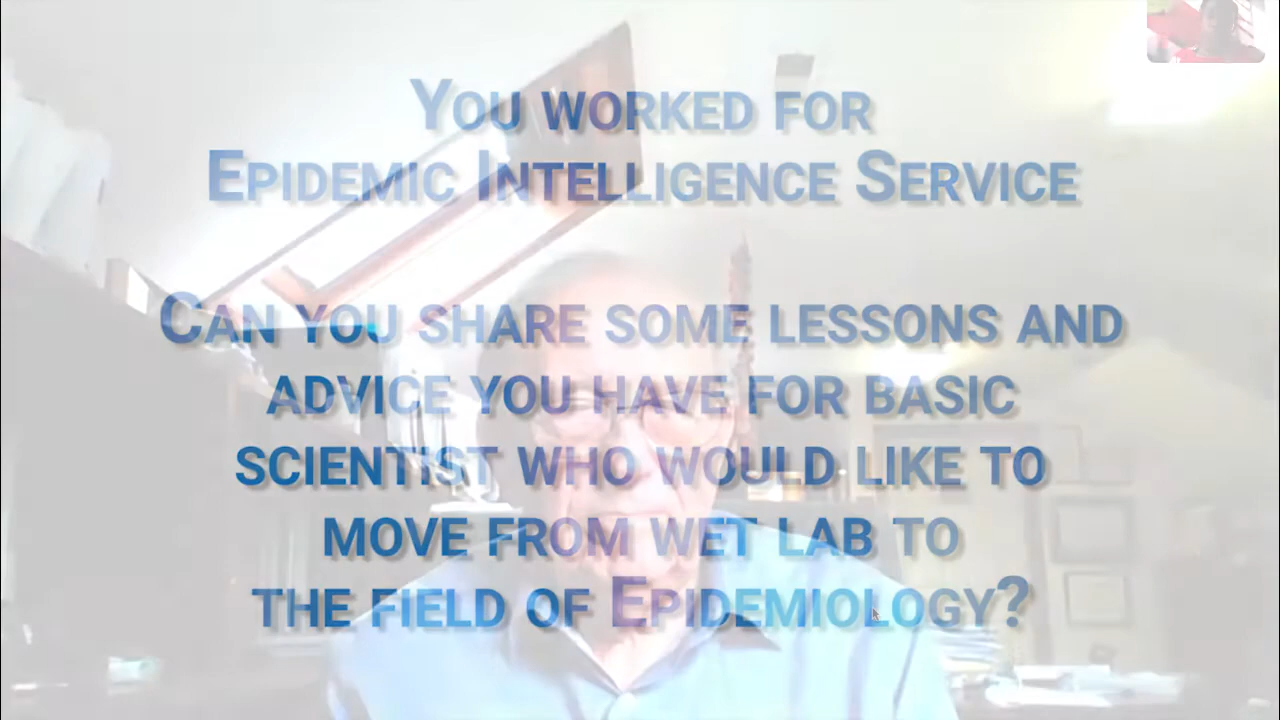 You worked for
Epidemic Intelligence Service
Can you share some lessons and
advice you have for basic
scientist who would like to
move from wet lab to
the field of Epidemiology?